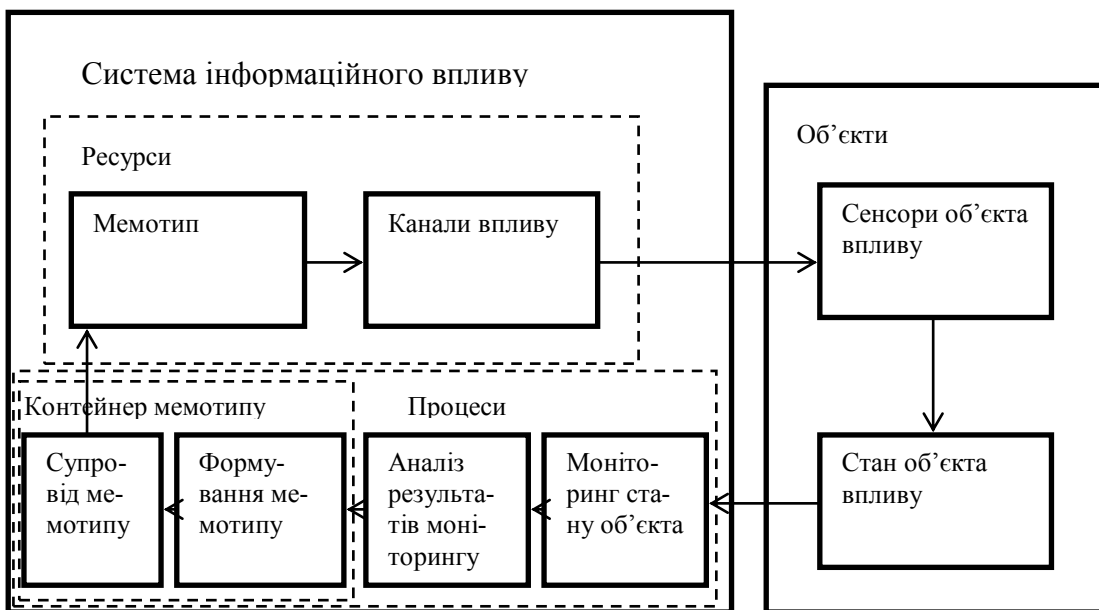 Система інформаційного впливу
Ресурси
Мемотип
Канали впливу
Контейнер мемотипу
Процеси
Супро-
від ме-
мотипу
Форму-
вання ме-
мотипу
Аналіз
результа-
тів моні-
торингу
Моніто-
ринг ста-
ну об’єкта
Об’єкти
Сенсори об’єкта
впливу
Стан об’єкта
впливу